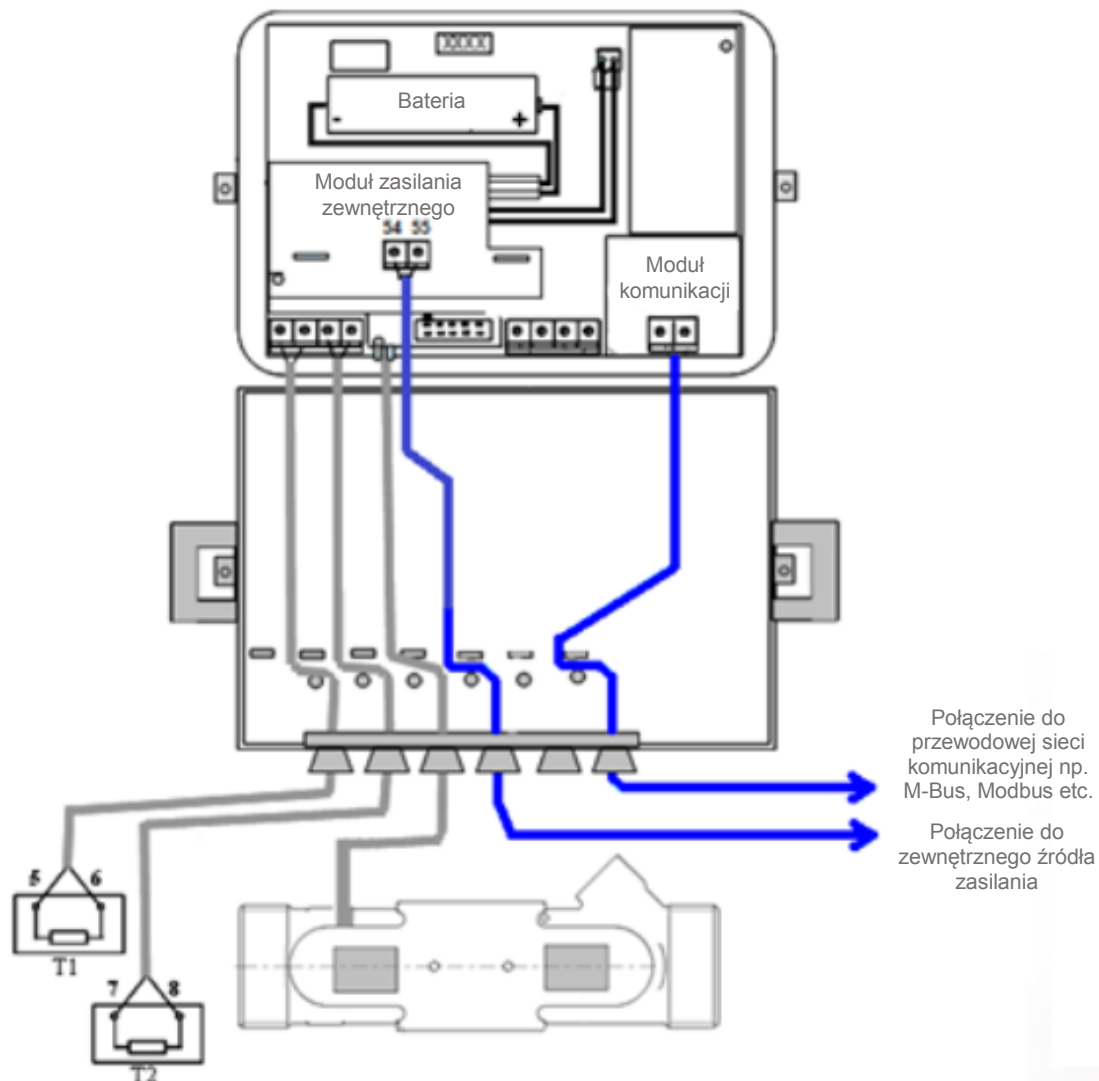 Bateria
- +
Moduł zasilania
zewnętrznego
54 55
Moduł
komunikacji
Połączenie do
przewodowej sieci
komunikacyjnej np.
M-Bus, Modbus etc.
Połączenie do
zewnętrznego źródła
zasilania
5 6
T1
7 8
T2